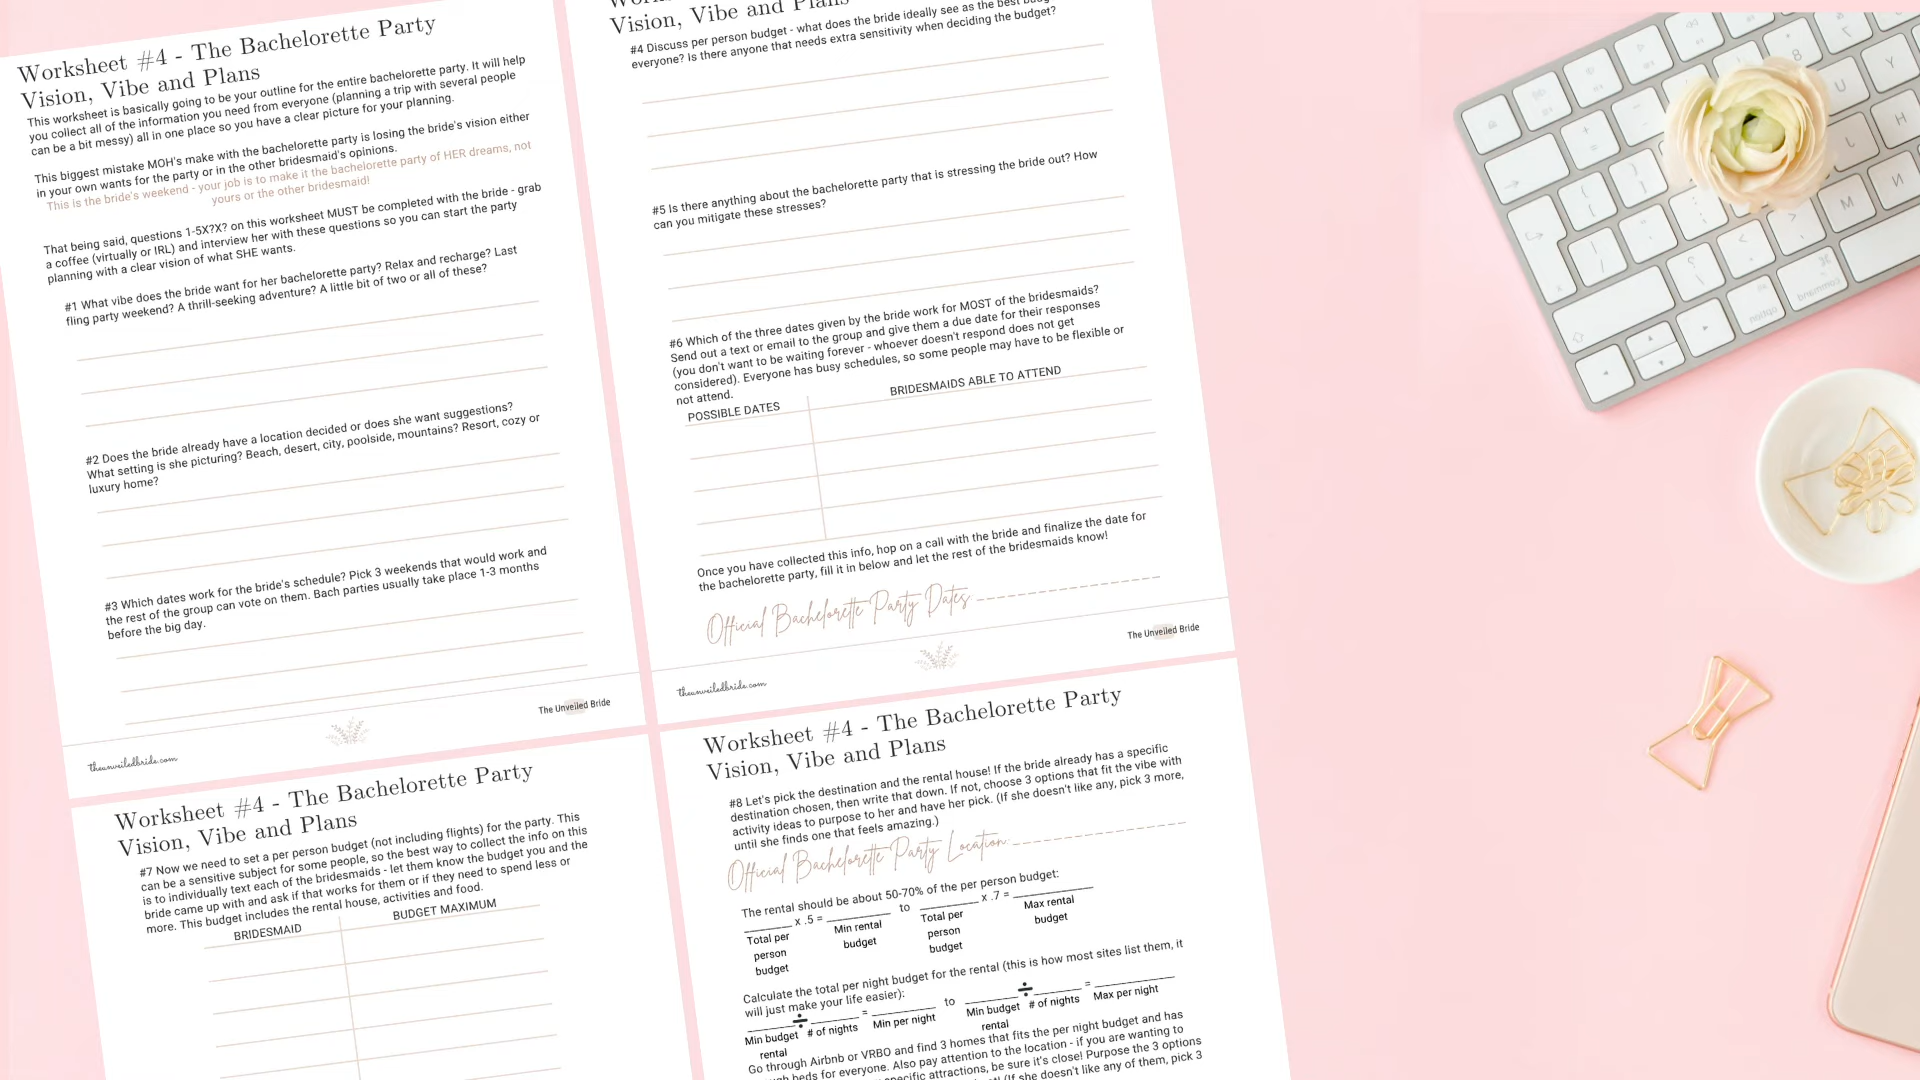 Worksheet #4 - The Bachelorette Party
Vision, Vibe and Plans
This worksheet is basically going to be your outline for the entire bachelorette party. It will help
you collect all of the information you need from everyone (planning a trip with several people
can be a bit messy) all in one place so you have a clear picture for your planning.
This biggest mistake MOH's make with the bachelorette party is losing the bride's vision either
in your own wants for the party or in the other bridesmaid's opinions.
This is the bride's weekend - your job is to make it the bachelorette party of HER dreams, not
yours or the other bridesmaid!
That being said, questions 1-5X?X? on this worksheet MUST be completed with the bride - grab
a coffee (virtually or IRL) and interview her with these questions so you can start the party
planning with a clear vision of what SHE wants.
#1 What vibe does the bride want for her bachelorette party? Relax and recharge? Last
fling party weekend? A thrill-seeking adventure? A little bit of two or all of these?
#2 Does the bride already have a location decided or does she want suggestions?
What setting is she picturing? Beach, desert, city, poolside, mountains? Resort, cozy or
luxury home?
#3 Which dates work for the bride's schedule? Pick 3 weekends that would work and
the rest of the group can vote on them. Bach parties usually take place 1-3 months
before the big day.
theunveiledbride.com
The Unveiled Bride
Vision, Vibe and Plans
#4 Discuss per person budget - what does the bride ideally see as the best
everyone? Is there anyone that needs extra sensitivity when deciding the budget?
#5 Is there anything about the bachelorette party that is stressing the bride out? How
can you mitigate these stresses?
#6 Which of the three dates given by the bride work for MOST of the bridesmaids?
Send out a text or email to the group and give them a due date for their responses
(you don't want to be waiting forever - whoever doesn't respond does not get
considered). Everyone has busy schedules, so some people may have to be flexible or
not attend.
POSSIBLE DATES
BRIDESMAIDS ABLE TO ATTEND
Once you have collected this info, hop on a call with the bride and finalize the date for
the bachelorette party, fill it in below and let the rest of the bridesmaids know!
Official Bachelorette Party Dates:
theunveiledbride.com
The Unveiled Bride
Worksheet #4 - The Bachelorette Party
Vision, Vibe and Plans
#7 Now we need to set a per person budget (not including flights) for the party. This
can be a sensitive subject for some people, so the best way to collect the info on this
is to individually text each of the bridesmaids - let them know the budget you and the
bride came up with and ask if that works for them or if they need to spend less or
more. This budget includes the rental house, activities and food.
BRIDESMAID
BUDGET MAXIMUM
Worksheet #4 - The Bachelorette Party
Vision, Vibe and Plans
#8 Let's pick the destination and the rental house! If the bride already has a specific
destination chosen, then write that down. If not, choose 3 options that fit the vibe with
activity ideas to purpose to her and have her pick. (If she doesn't like any, pick 3 more,
until she finds one that feels amazing.)
Official Bachelorette Party Location:
The rental should be about 50-70% of the per person budget:
x .5 = to x .7 =
Total per person budget
Min rental budget
Total per person budget
Max rental budget
Calculate the total per night budget for the rental (this is how most sites list them, it
will just make your life easier):
÷ = to ÷ =
Min budget rental
# of nights
Min per night
Min budget rental
# of nights
Max per night
Go through Airbnb or VRBO and find 3 homes that fits the per night budget and has
beds for everyone. Also pay attention to the location - if you are wanting to
specific attractions, be sure it's close! Purpose the 3 options
(If she doesn't like any of them, pick 3